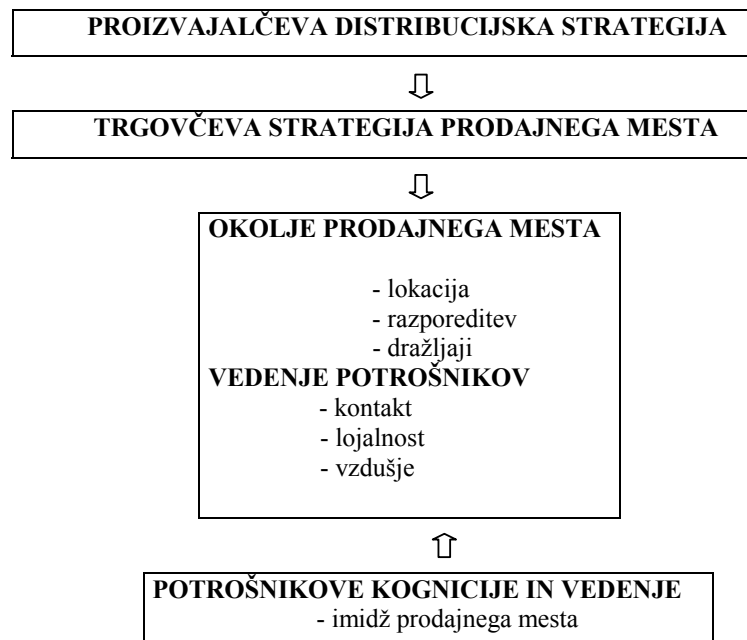 PROIZVAJALČEVA DISTRIBUCIJSKA STRATEGIJA
TRGOVČEVA STRATEGIJA PRODAJNEGA MESTA
OKOLJE PRODAJNEGA MESTA
- lokacija
- razporeditev
- dražljaji
VEDENJE POTROŠNIKOV
- kontakt
- lojalnost
- vzdušje
POTROŠNIKOVE KOGNICIJE IN VEDENJE
- imidž prodajnega mesta